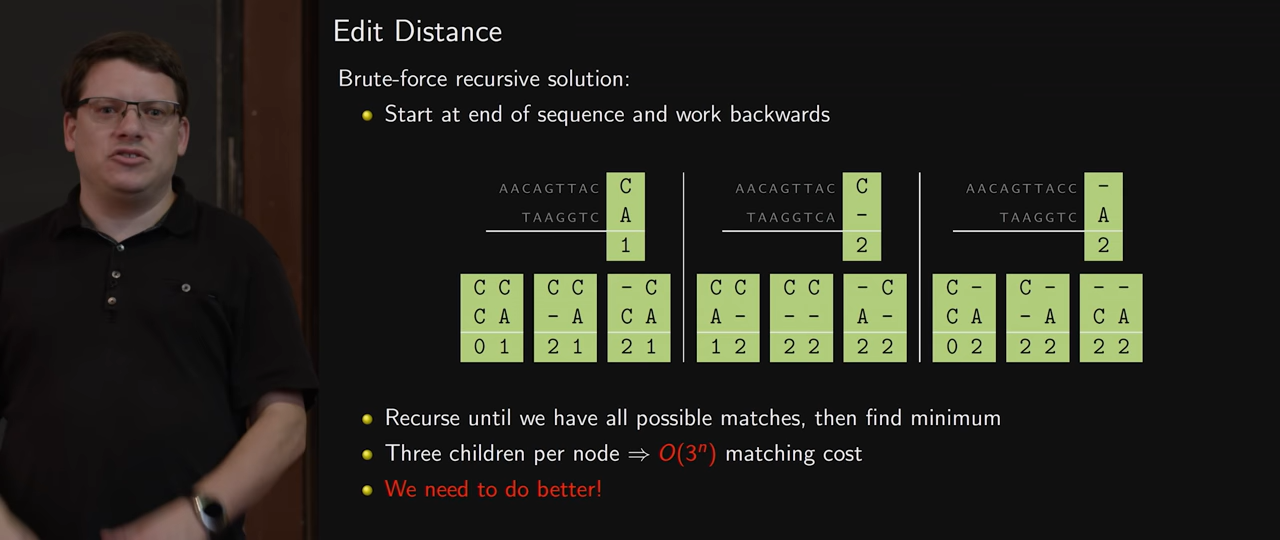 Edit Distance
Brute-force recursive solution:
Start at end of sequence and work backwards
AACAGTTAC C AACAGTTAC C AACAGTTACC -
TAAGGTC A TAAGGTCA - TAAGGTC A
1 2 2
C C C C - C C C C C - C C - C - - -
C A - A C A A - - - A - C A - A C A
0 1 2 1 2 1 1 2 2 2 2 2 0 2 2 2 2 2
Recurse until we have all possible matches, then find minimum
Three children per node ⇒ O(3ⁿ) matching cost
We need to do better!